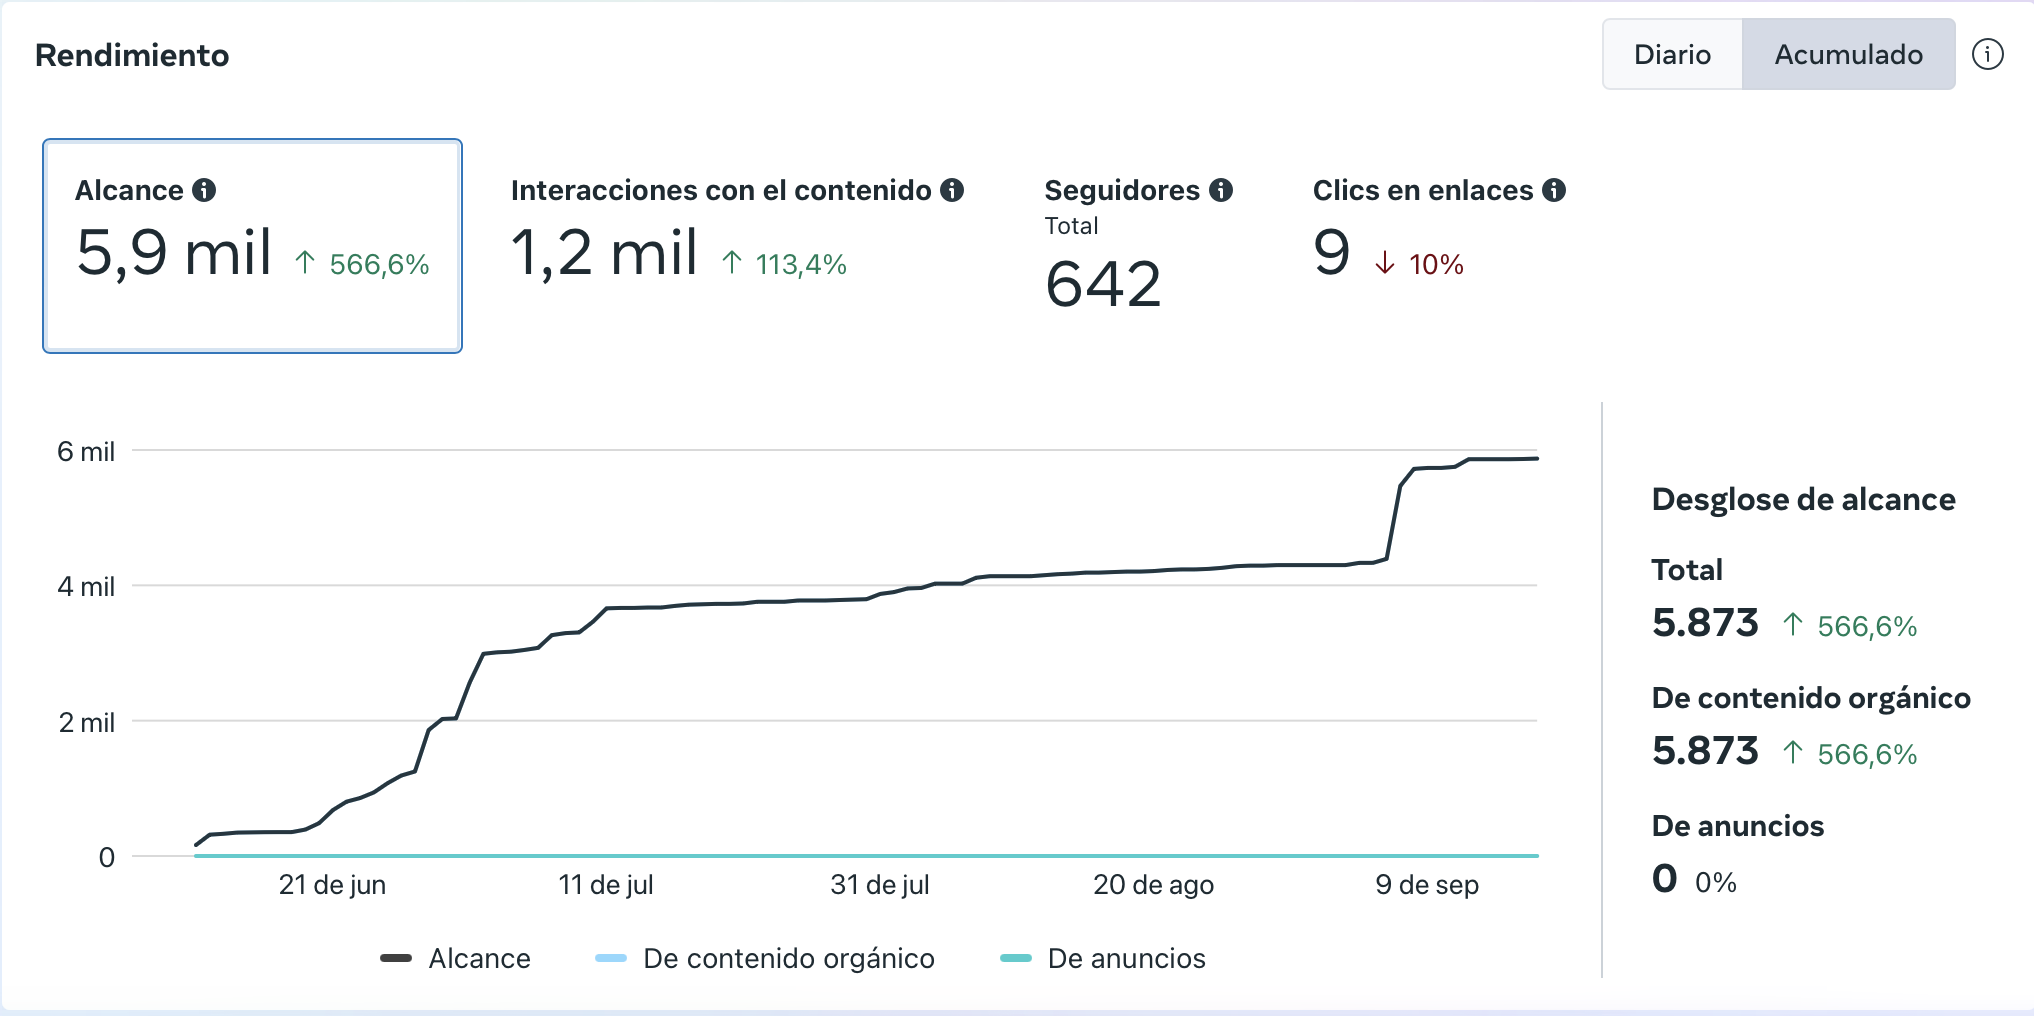 Rendimiento
Diario Acumulado
Alcance
5,9 mil ↑ 566,6%
Interacciones con el contenido
1,2 mil ↑ 113,4%
Seguidores
Total
642
Clics en enlaces
9 ↓ 10%
6 mil
4 mil
2 mil
0
21 de jun 11 de jul 31 de jul 20 de ago 9 de sep
Alcance De contenido orgánico De anuncios
Desglose de alcance
Total
5.873 ↑ 566,6%
De contenido orgánico
5.873 ↑ 566,6%
De anuncios
0 0%